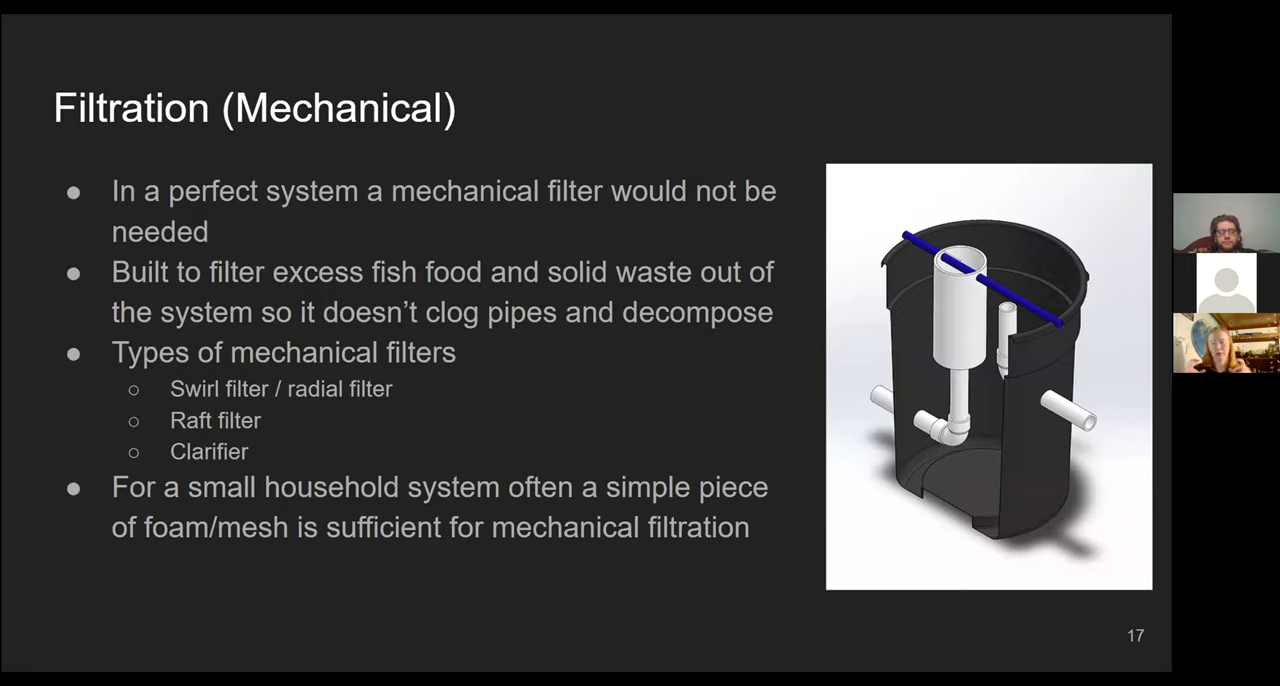 Filtration (Mechanical)
● In a perfect system a mechanical filter would not be
needed
● Built to filter excess fish food and solid waste out of
the system so it doesn’t clog pipes and decompose
● Types of mechanical filters
○ Swirl filter / radial filter
○ Raft filter
○ Clarifier
● For a small household system often a simple piece
of foam/mesh is sufficient for mechanical filtration
17